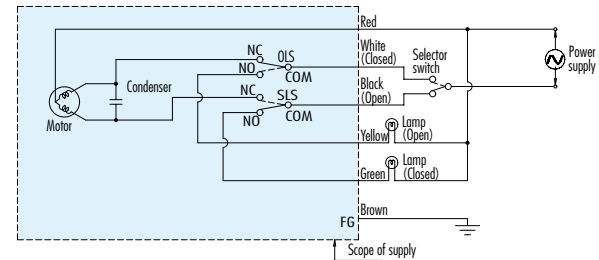 Red
NC
OLS
White
(Closed)
Selector
switch
Power
supply
NO
COM
Condenser
NC
SLS
Black
(Open)
Motor
NO
COM
Lamp
(Open)
Yellow
Lamp
(Closed)
Green
Brown
FG
Scope of supply